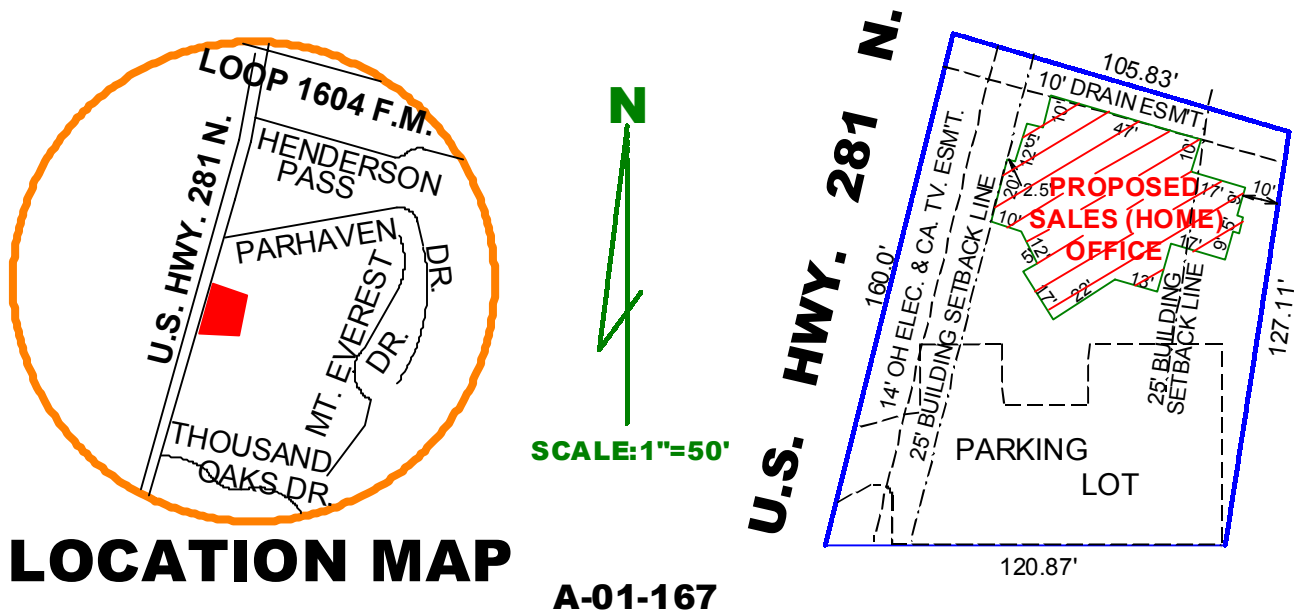 LOOP 1604 F.M.
U.S. HWY. 281 N.
HENDERSON
PASS
PARHAVEN
DR.
MT. EVEREST
DR.
THOUSAND
OAKS DR.
LOCATION MAP
N
SCALE:1"=50'
A-01-167
U.S. HWY. 281 N.
105.83'
10' DRAIN ESM'T.
160.0'
14' OH ELEC. & CA. TV. ESM'T.
25' BUILDING SETBACK LINE
10'
47'
10'
5'
12'
20'
2.5'
10'
12'
5'
17'
22'
13'
17'
9'
5'
9'
17'
10'
PROPOSED
SALES (HOME)
OFFICE
25' BUILDING
SETBACK LINE
127.11'
PARKING
LOT
120.87'